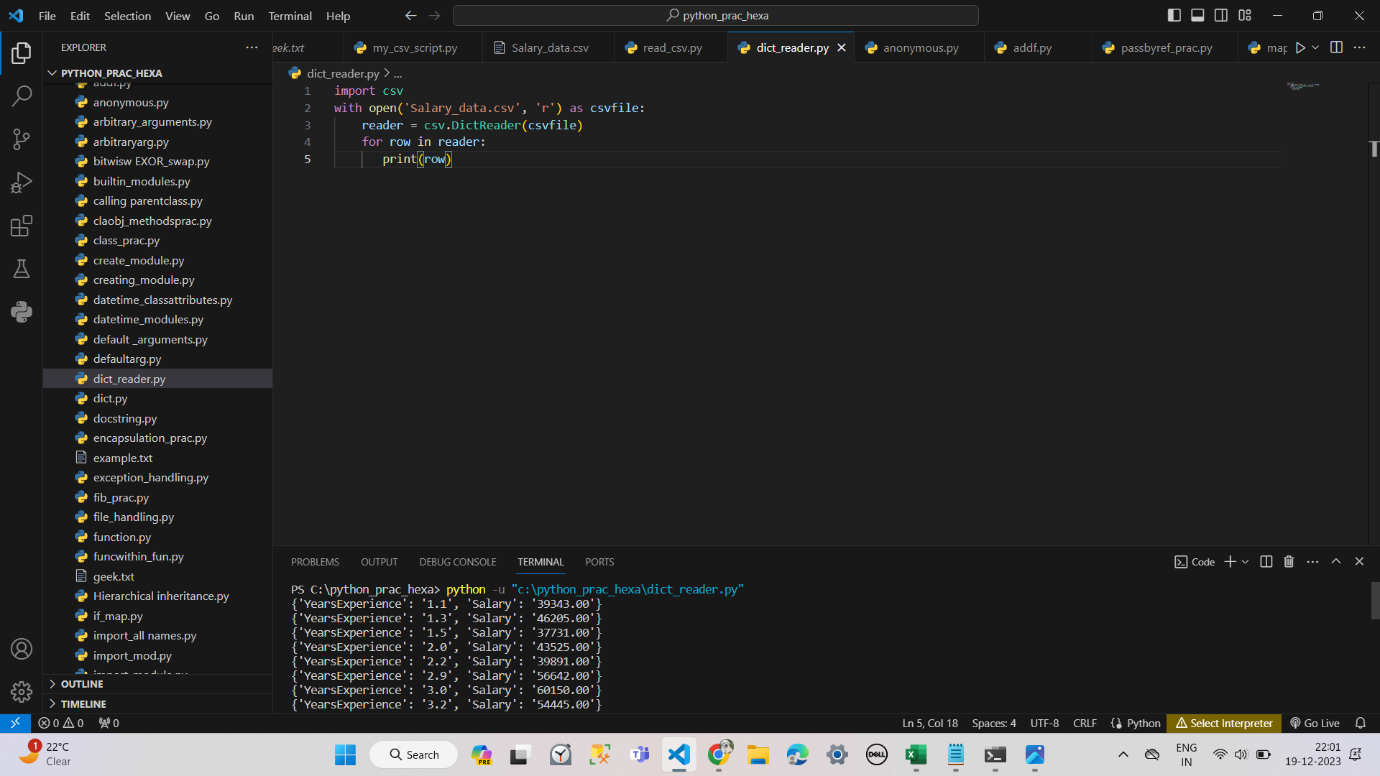 File Edit Selection View Go Run Terminal Help
python_prac_hexa
EXPLORER
eek.txt
my_csv_script.py
Salary_data.csv
read_csv.py
dict_reader.py
anonymous.py
addf.py
passbyref_prac.py
map
PYTHON_PRAC_HEXA
addf.py
anonymous.py
arbitrary_arguments.py
arbitraryarg.py
bitwisw EXOR_swap.py
builtin_modules.py
calling parentclass.py
claobj_methodsprac.py
class_prac.py
create_module.py
creating_module.py
datetime_classattributes.py
datetime_modules.py
default _arguments.py
defaultarg.py
dict_reader.py
dict.py
docstring.py
encapsulation_prac.py
example.txt
exception_handling.py
fib_prac.py
file_handling.py
function.py
funcwithin_fun.py
geek.txt
Hierarchical inheritance.py
if_map.py
import_all names.py
import_mod.py
OUTLINE
TIMELINE
dict_reader.py > ...
1 import csv
2 with open('Salary_data.csv', 'r') as csvfile:
3 reader = csv.DictReader(csvfile)
4 for row in reader:
5 print(row)
PROBLEMS OUTPUT DEBUG CONSOLE TERMINAL PORTS
Code
PS C:\python_prac_hexa> python -u "c:\python_prac_hexa\dict_reader.py"
{'YearsExperience': '1.1', 'Salary': '39343.00'}
{'YearsExperience': '1.3', 'Salary': '46205.00'}
{'YearsExperience': '1.5', 'Salary': '37731.00'}
{'YearsExperience': '2.0', 'Salary': '43525.00'}
{'YearsExperience': '2.2', 'Salary': '39891.00'}
{'YearsExperience': '2.9', 'Salary': '56642.00'}
{'YearsExperience': '3.0', 'Salary': '60150.00'}
{'YearsExperience': '3.2', 'Salary': '54445.00'}
0 0 0
Ln 5, Col 18 Spaces: 4 UTF-8 CRLF Python Select Interpreter Go Live
1
22°C
Clear
Search
PRE
DELL
ENG
IN
22:01
19-12-2023